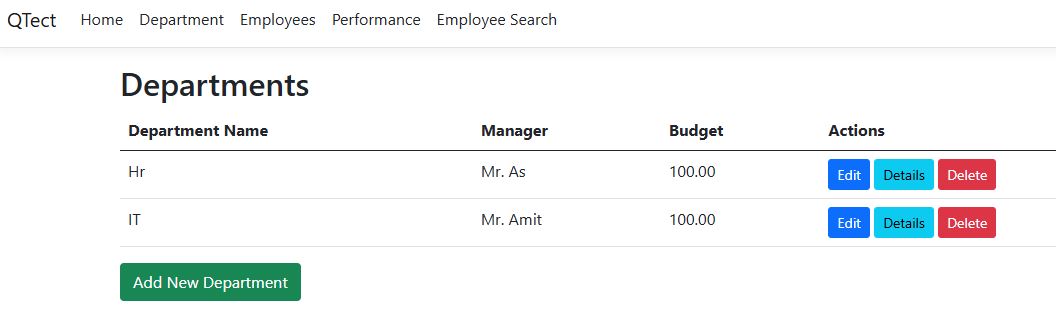 QTect Home Department Employees Performance Employee Search
Departments
Department Name Manager Budget Actions
Hr Mr. As 100.00 Edit Details Delete
IT Mr. Amit 100.00 Edit Details Delete
Add New Department